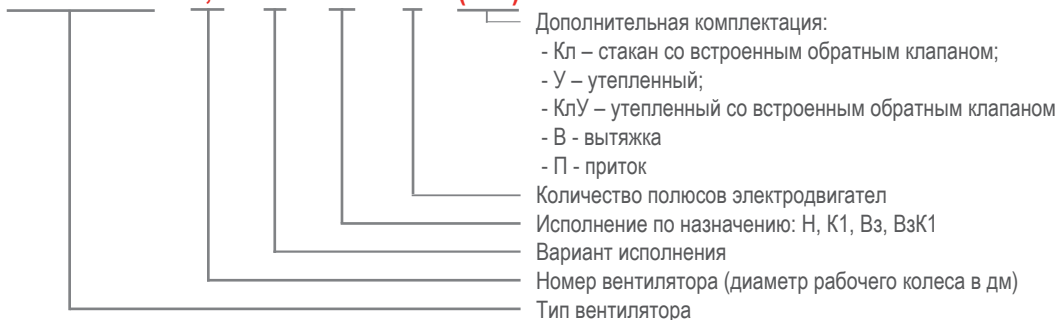 Дополнительная комплектация:
- Кл – стакан со встроенным обратным клапаном;
- У – утепленный;
- КлУ – утепленный со встроенным обратным клапаном
- В - вытяжка
- П - приток
Количество полюсов электродвигател
Исполнение по назначению: Н, К1, Вз, ВзК1
Вариант исполнения
Номер вентилятора (диаметр рабочего колеса в дм)
Тип вентилятора